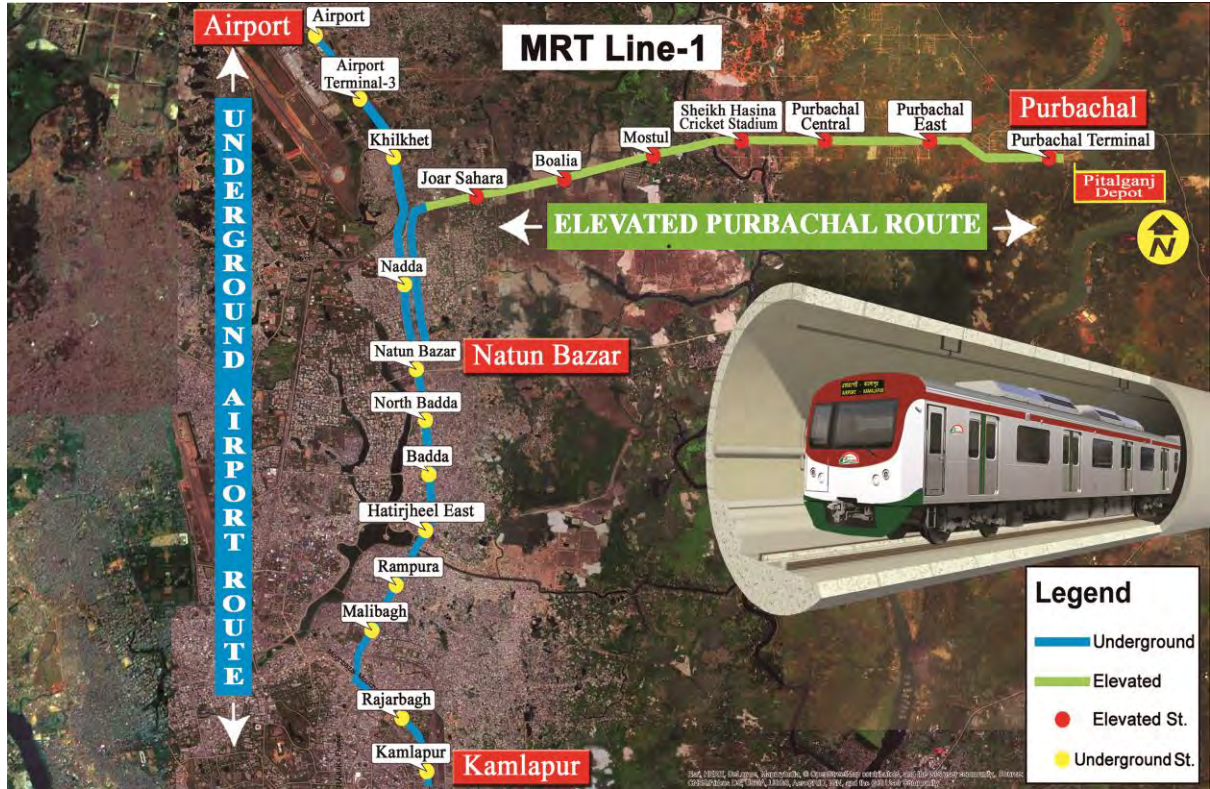 MRT Line-1
Airport
Airport
Airport
Terminal-3
Khilkhet
Joar Sahara
Boalia
Mostul
Sheikh Hasina
Cricket Stadium
Purbachal
Central
Purbachal
East
Purbachal
Purbachal Terminal
Pitalganj
Depot
N
UNDERGROUND AIRPORT ROUTE
ELEVATED PURBACHAL ROUTE
Nadda
Natun Bazar
Natun Bazar
North Badda
Badda
Hatirjheel East
Rampura
Malibagh
Rajarbagh
Kamlapur
Kamlapur
Legend
Underground
Elevated
Elevated St.
Underground St.